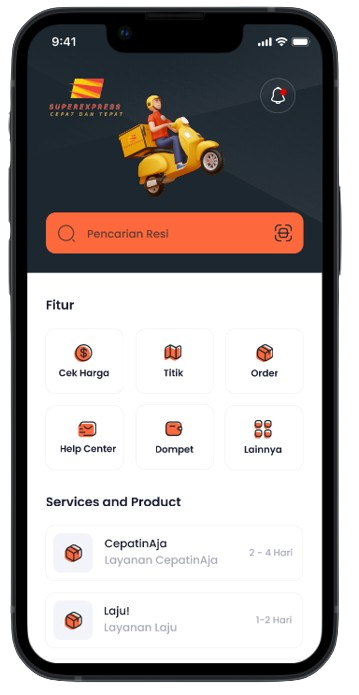 9:41
SUPEREXPRESS
CEPAT DAN TEPAT
Pencarian Resi
Fitur
Cek Harga
Titik
Order
Help Center
Dompet
Lainnya
Services and Product
CepatinAja
Layanan CepatinAja
2 - 4 Hari
Laju!
Layanan Laju
1-2 Hari